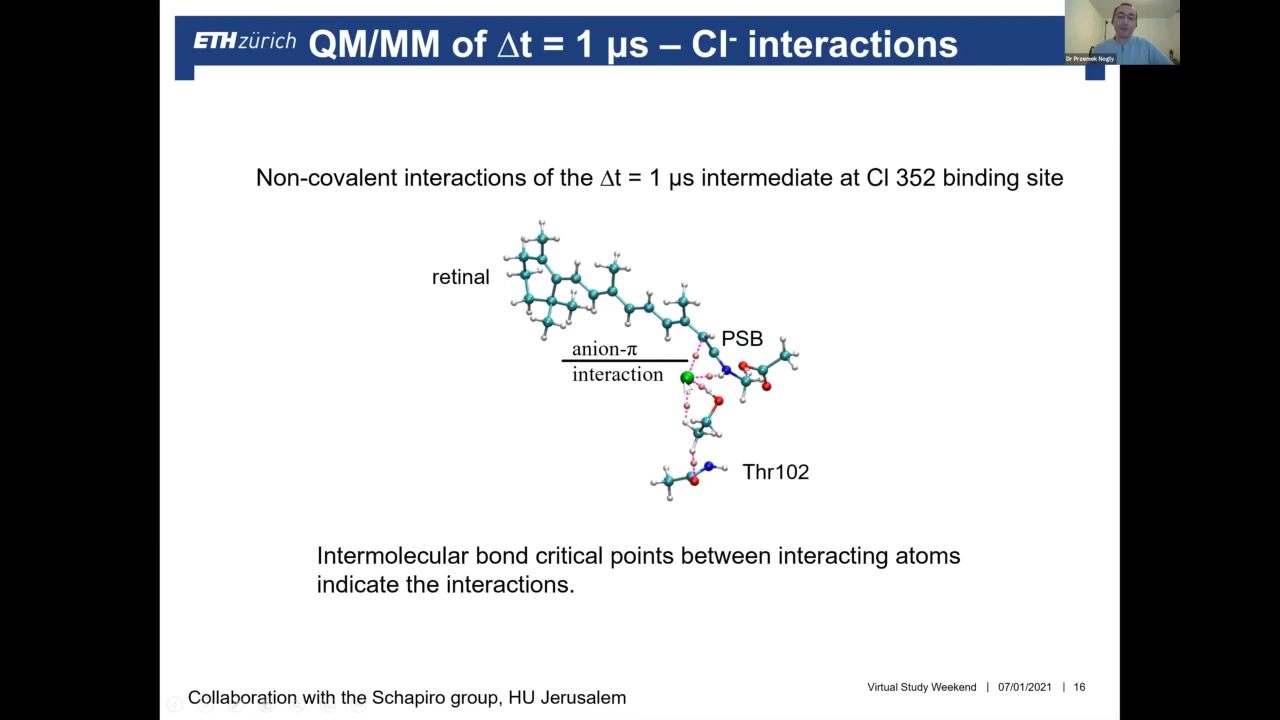 ETH zürich QM/MM of Δt = 1 μs – Cl⁻ interactions
Dr Przemek Nogly
Non-covalent interactions of the Δt = 1 μs intermediate at Cl 352 binding site
retinal
PSB
anion-π
interaction
Thr102
Intermolecular bond critical points between interacting atoms
indicate the interactions.
Virtual Study Weekend | 07/01/2021 | 16
Collaboration with the Schapiro group, HU Jerusalem